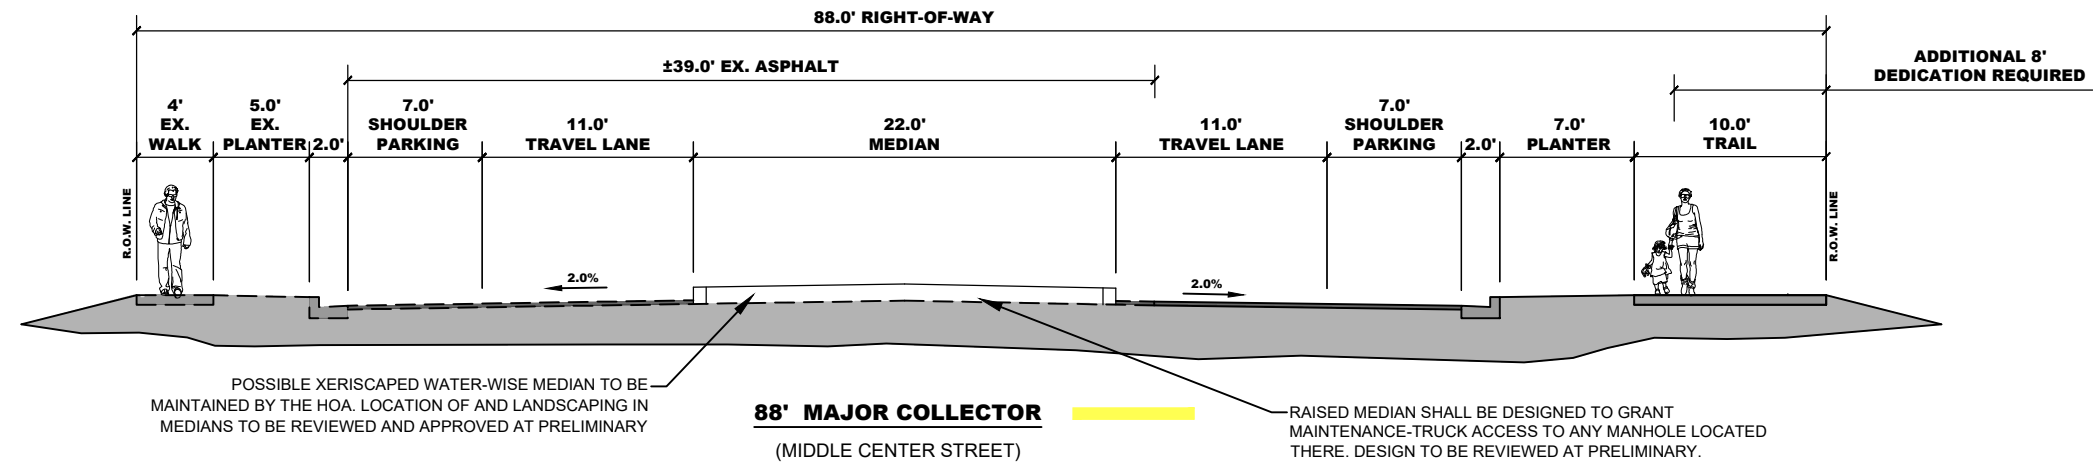 88.0' RIGHT-OF-WAY
±39.0' EX. ASPHALT
ADDITIONAL 8'
DEDICATION REQUIRED
4'
EX.
WALK
5.0'
EX.
PLANTER
2.0'
7.0'
SHOULDER
PARKING
11.0'
TRAVEL LANE
22.0'
MEDIAN
11.0'
TRAVEL LANE
7.0'
SHOULDER
PARKING
2.0'
7.0'
PLANTER
10.0'
TRAIL
R.O.W. LINE
R.O.W. LINE
2.0%
2.0%
POSSIBLE XERISCAPED WATER-WISE MEDIAN TO BE
MAINTAINED BY THE HOA. LOCATION OF AND LANDSCAPING IN
MEDIANS TO BE REVIEWED AND APPROVED AT PRELIMINARY
88' MAJOR COLLECTOR
(MIDDLE CENTER STREET)
RAISED MEDIAN SHALL BE DESIGNED TO GRANT
MAINTENANCE-TRUCK ACCESS TO ANY MANHOLE LOCATED
THERE. DESIGN TO BE REVIEWED AT PRELIMINARY.